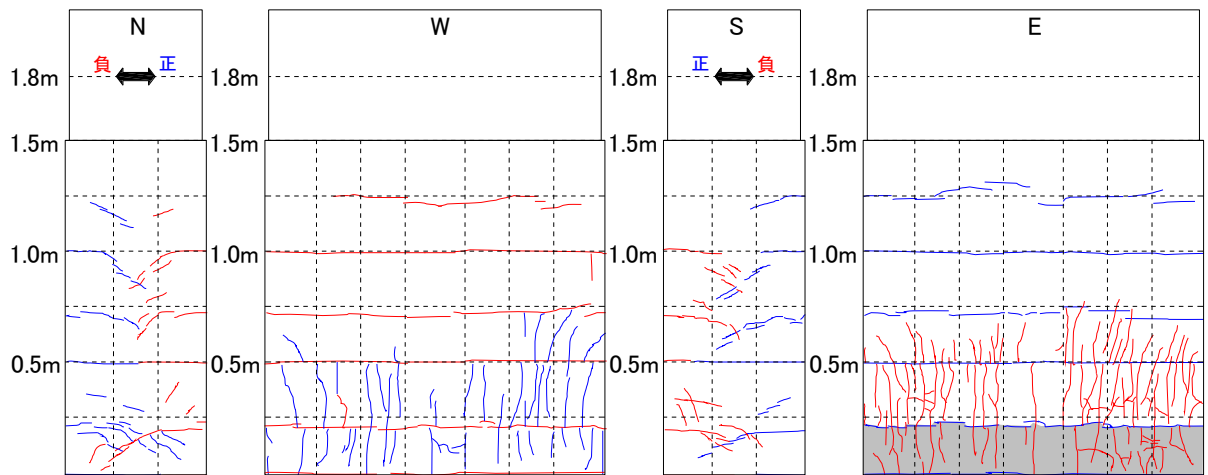 N W S E
負 正 正 負
1.8m 1.8m 1.8m 1.8m
1.5m 1.5m 1.5m 1.5m
1.0m 1.0m 1.0m 1.0m
0.5m 0.5m 0.5m 0.5m